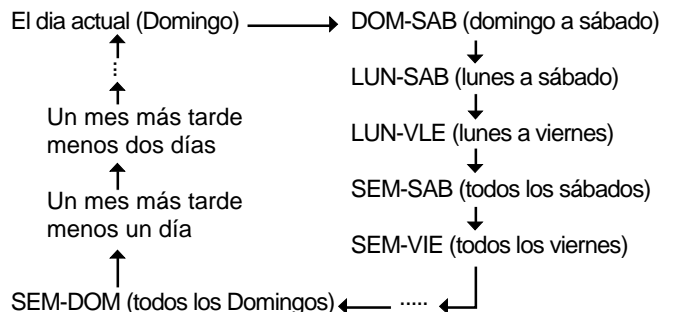 El dia actual (Domingo)
DOM-SAB (domingo a sábado)
LUN-SAB (lunes a sábado)
LUN-VLE (lunes a viernes)
SEM-SAB (todos los sábados)
SEM-VIE (todos los viernes)
.....
SEM-DOM (todos los Domingos)
Un mes más tarde
menos un día
Un mes más tarde
menos dos días
...